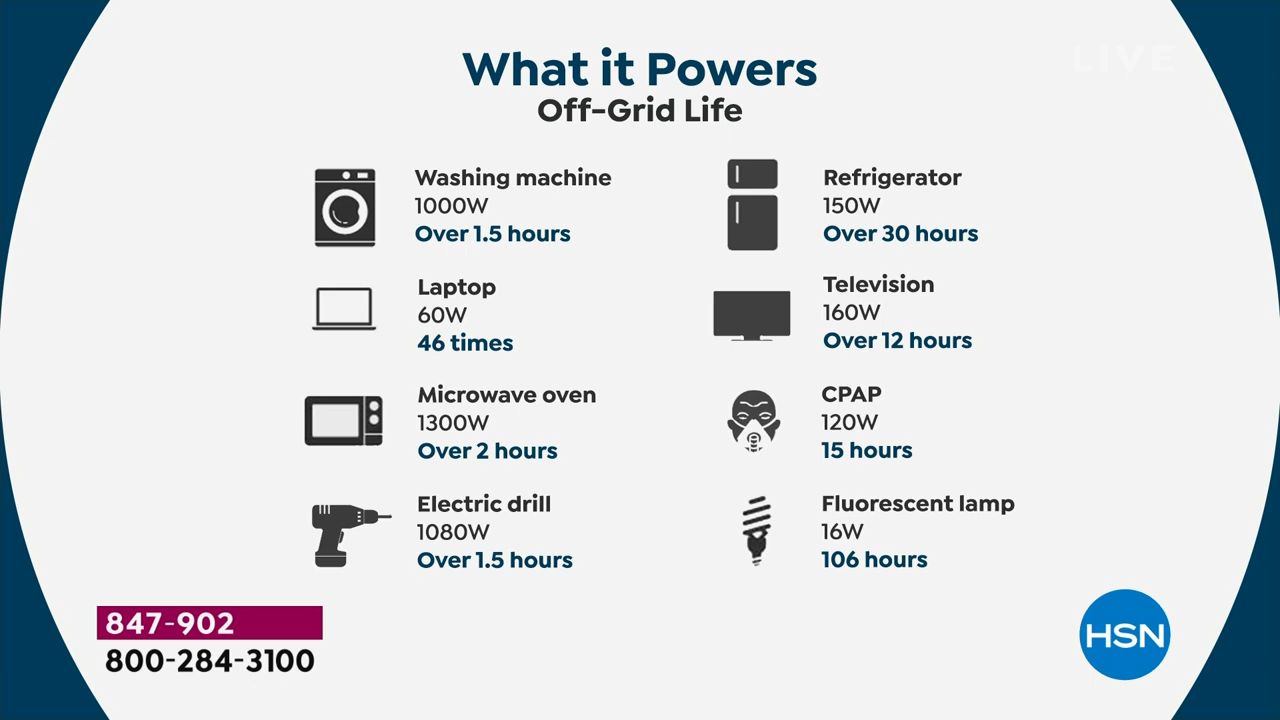 LIVE
What it Powers
Off-Grid Life
Washing machine
1000W
Over 1.5 hours
Refrigerator
150W
Over 30 hours
Laptop
60W
46 times
Television
160W
Over 12 hours
Microwave oven
1300W
Over 2 hours
CPAP
120W
15 hours
Electric drill
1080W
Over 1.5 hours
Fluorescent lamp
16W
106 hours
847-902
800-284-3100
HSN